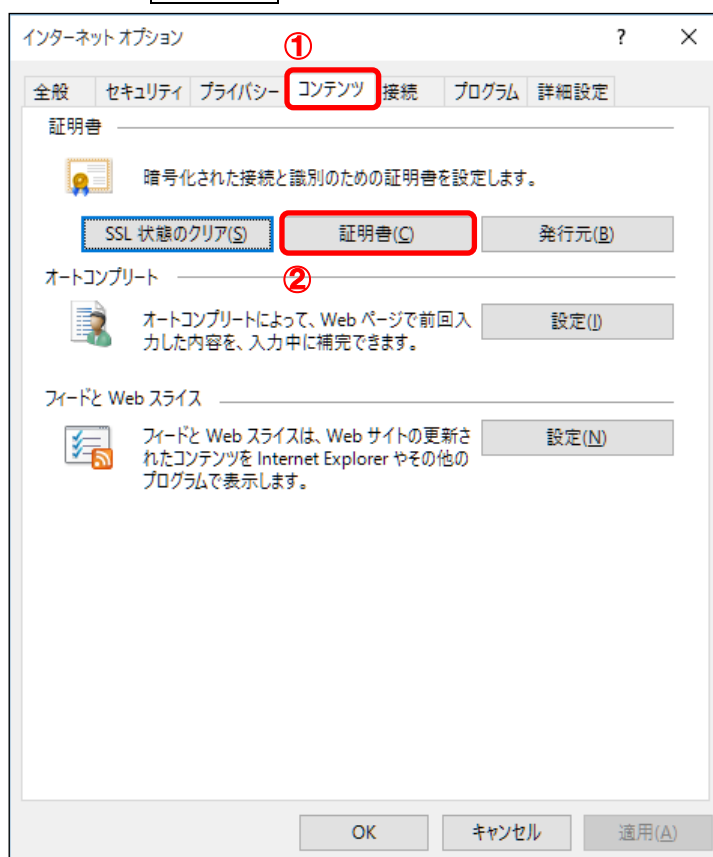 インターネット オプション
?
×
①
全般 セキュリティ プライバシー コンテンツ 接続 プログラム 詳細設定
証明書
暗号化された接続と識別のための証明書を設定します。
SSL 状態のクリア(S) 証明書(C) 発行元(B)
②
オートコンプリート
オートコンプリートによって、Web ページで前回入
力した内容を、入力中に補完できます。
設定(I)
フィードと Web スライス
フィードと Web スライスは、Web サイトの更新さ
れたコンテンツを Internet Explorer やその他の
プログラムで表示します。
設定(N)
OK キャンセル 適用(A)